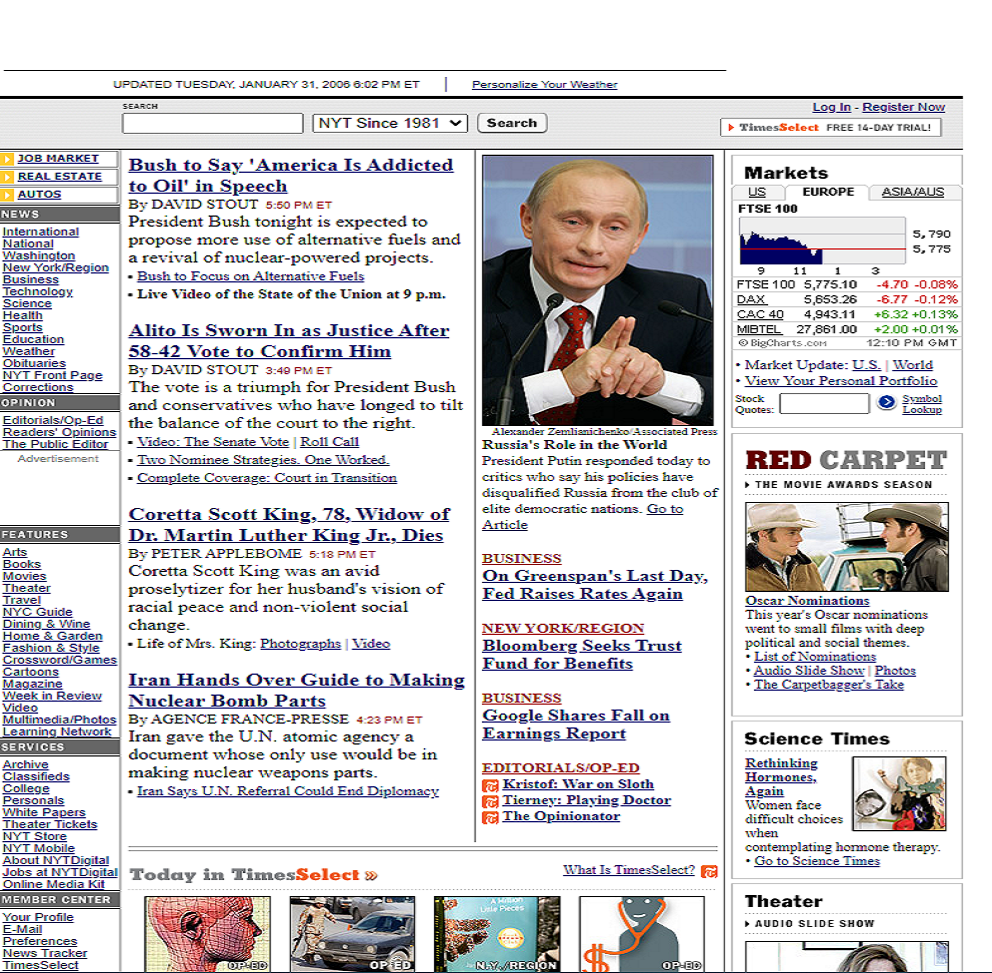 UPDATED TUESDAY, JANUARY 31, 2006 6:02 PM ET | Personalize Your Weather
SEARCH
NYT Since 1981
Search
Log In - Register Now
TimesSelect FREE 14-DAY TRIAL!
JOB MARKET
REAL ESTATE
AUTOS
NEWS
International
National
Washington
New York/Region
Business
Technology
Science
Health
Sports
Education
Weather
Obituaries
NYT Front Page
Corrections
OPINION
Editorials/Op-Ed
Readers' Opinions
The Public Editor
Advertisement
FEATURES
Arts
Books
Movies
Theater
Travel
NYC Guide
Dining & Wine
Home & Garden
Fashion & Style
Crossword/Games
Cartoons
Magazine
Week in Review
Video
Multimedia/Photos
Learning Network
SERVICES
Archive
Classifieds
College
Personals
White Papers
Theater Tickets
NYT Store
NYT Mobile
About NYTDigital
Jobs at NYTDigital
Online Media Kit
MEMBER CENTER
Your Profile
E-Mail
Preferences
News Tracker
TimesSelect
Bush to Say 'America Is Addicted
to Oil' in Speech
By DAVID STOUT 5:50 PM ET
President Bush tonight is expected to
propose more use of alternative fuels and
a revival of nuclear-powered projects.
• Bush to Focus on Alternative Fuels
• Live Video of the State of the Union at 9 p.m.
Alito Is Sworn In as Justice After
58-42 Vote to Confirm Him
By DAVID STOUT 3:49 PM ET
The vote is a triumph for President Bush
and conservatives who have longed to tilt
the balance of the court to the right.
• Video: The Senate Vote | Roll Call
• Two Nominee Strategies. One Worked.
• Complete Coverage: Court in Transition
Coretta Scott King, 78, Widow of
Dr. Martin Luther King Jr., Dies
By PETER APPLEBOME 5:18 PM ET
Coretta Scott King was an avid
proselytizer for her husband's vision of
racial peace and non-violent social
change.
• Life of Mrs. King: Photographs | Video
Iran Hands Over Guide to Making
Nuclear Bomb Parts
By AGENCE FRANCE-PRESSE 4:23 PM ET
Iran gave the U.N. atomic agency a
document whose only use would be in
making nuclear weapons parts.
• Iran Says U.N. Referral Could End Diplomacy
Alexander Zemlianichenko/Associated Press
Russia's Role in the World
President Putin responded today to
critics who say his policies have
disqualified Russia from the club of
elite democratic nations. Go to
Article
BUSINESS
On Greenspan's Last Day,
Fed Raises Rates Again
NEW YORK/REGION
Bloomberg Seeks Trust
Fund for Benefits
BUSINESS
Google Shares Fall on
Earnings Report
EDITORIALS/OP-ED
Kristof: War on Sloth
Tierney: Playing Doctor
The Opinionator
Today in TimesSelect »
What Is TimesSelect?
OP-ED
OP-ED
A Million
Little Pieces
N.Y./REGION
OP-ED
Markets
US EUROPE ASIA/AUS
FTSE 100
5,790
5,775
9 11 1 3
FTSE 100 5,775.10 -4.70 -0.08%
DAX 5,653.26 -6.77 -0.12%
CAC 40 4,943.11 +6.32 +0.13%
MIBTEL 27,861.00 +2.00 +0.01%
© BigCharts.com 12:10 PM GMT
• Market Update: U.S. | World
• View Your Personal Portfolio
Stock
Quotes:
Symbol
Lookup
RED CARPET
THE MOVIE AWARDS SEASON
Oscar Nominations
This year's Oscar nominations
went to small films with deep
political and social themes.
• List of Nominations
• Audio Slide Show | Photos
• The Carpetbagger's Take
Science Times
Rethinking
Hormones,
Again
Women face
difficult choices
when
contemplating hormone therapy.
• Go to Science Times
Theater
AUDIO SLIDE SHOW